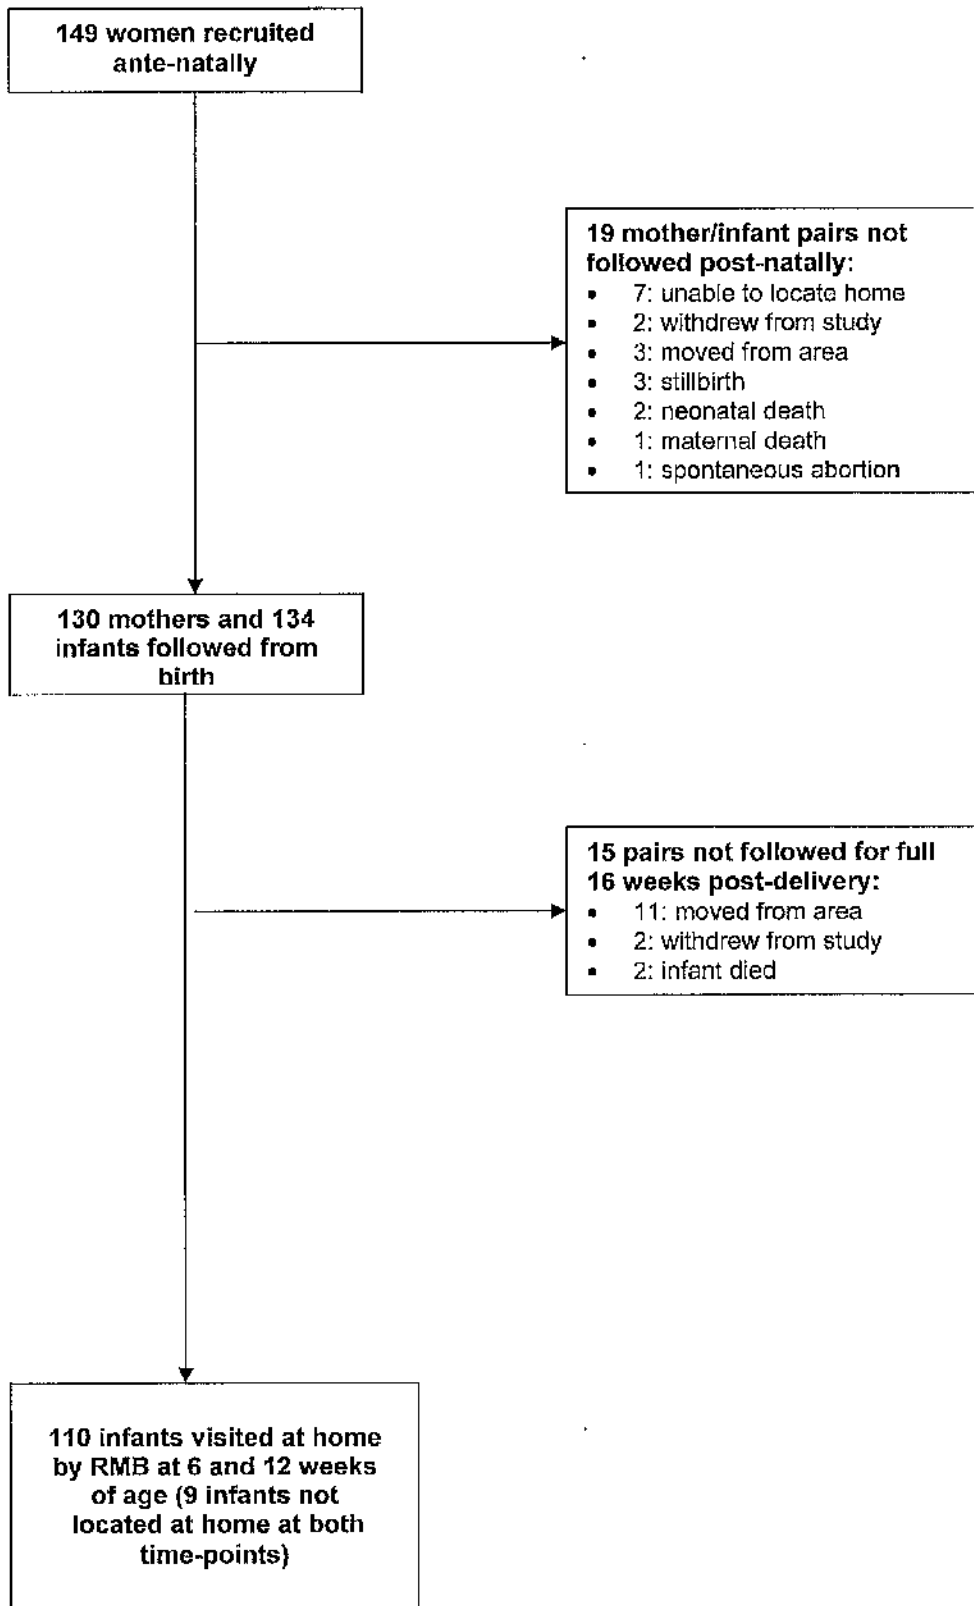 149 women recruited
ante-natally
19 mother/infant pairs not
followed post-natally:
• 7: unable to locate home
• 2: withdrew from study
• 3: moved from area
• 3: stillbirth
• 2: neonatal death
• 1: maternal death
• 1: spontaneous abortion
130 mothers and 134
infants followed from
birth
15 pairs not followed for full
16 weeks post-delivery:
• 11: moved from area
• 2: withdrew from study
• 2: infant died
110 infants visited at home
by RMB at 6 and 12 weeks
of age (9 infants not
located at home at both
time-points)